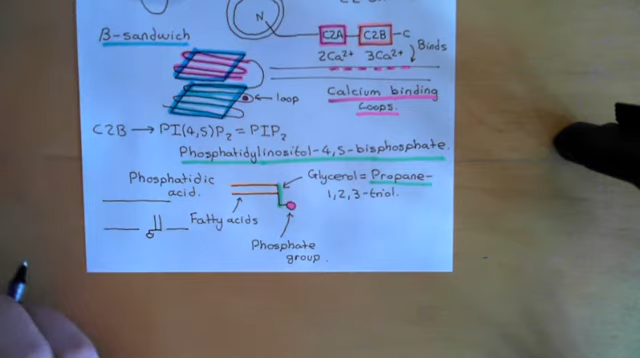 N
C2A
C2B
C
β-sandwich
2Ca²⁺
3Ca²⁺
Binds
loop
Calcium binding
loops.
C2B → PI(4,5)P₂ = PIP₂
Phosphatidylinositol-4,5-bisphosphate.
Phosphatidic
acid.
Glycerol = Propane-
1,2,3-triol.
Fatty acids
Phosphate
group.